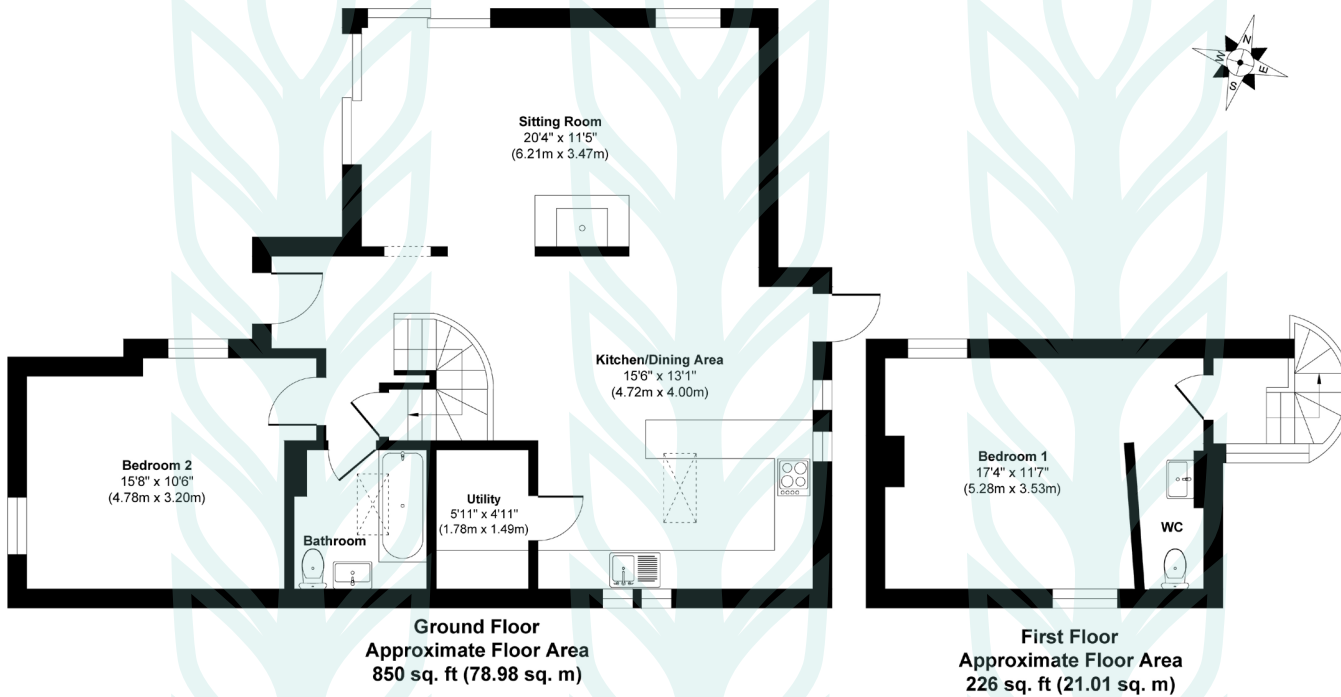 N
W
E
S
Sitting Room
20'4" x 11'5"
(6.21m x 3.47m)
Kitchen/Dining Area
15'6" x 13'1"
(4.72m x 4.00m)
Bedroom 2
15'8" x 10'6"
(4.78m x 3.20m)
Utility
5'11" x 4'11"
(1.78m x 1.49m)
Bathroom
Bedroom 1
17'4" x 11'7"
(5.28m x 3.53m)
WC
Ground Floor
Approximate Floor Area
850 sq. ft (78.98 sq. m)
First Floor
Approximate Floor Area
226 sq. ft (21.01 sq. m)